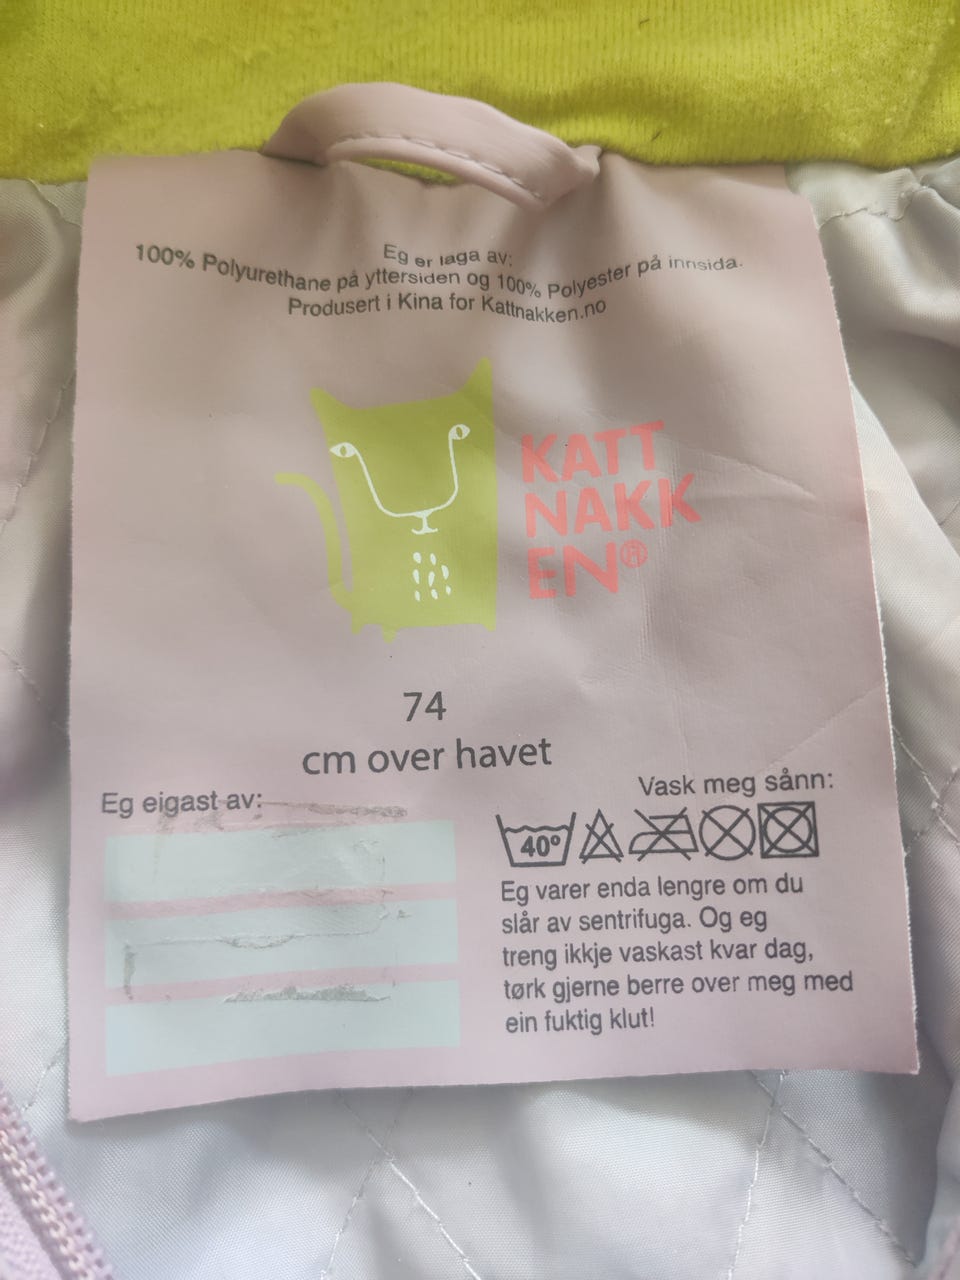 Eg er laga av:
100% Polyurethane på yttersiden og 100% Polyester på innsida.
Produsert i Kina for Kattnakken.no
KATT
NAKK
EN®
74
cm over havet
Eg eigast av:
Vask meg sånn:
40°
Eg varer enda lengre om du
slår av sentrifuga. Og eg
treng ikkje vaskast kvar dag,
tørk gjerne berre over meg med
ein fuktig klut!